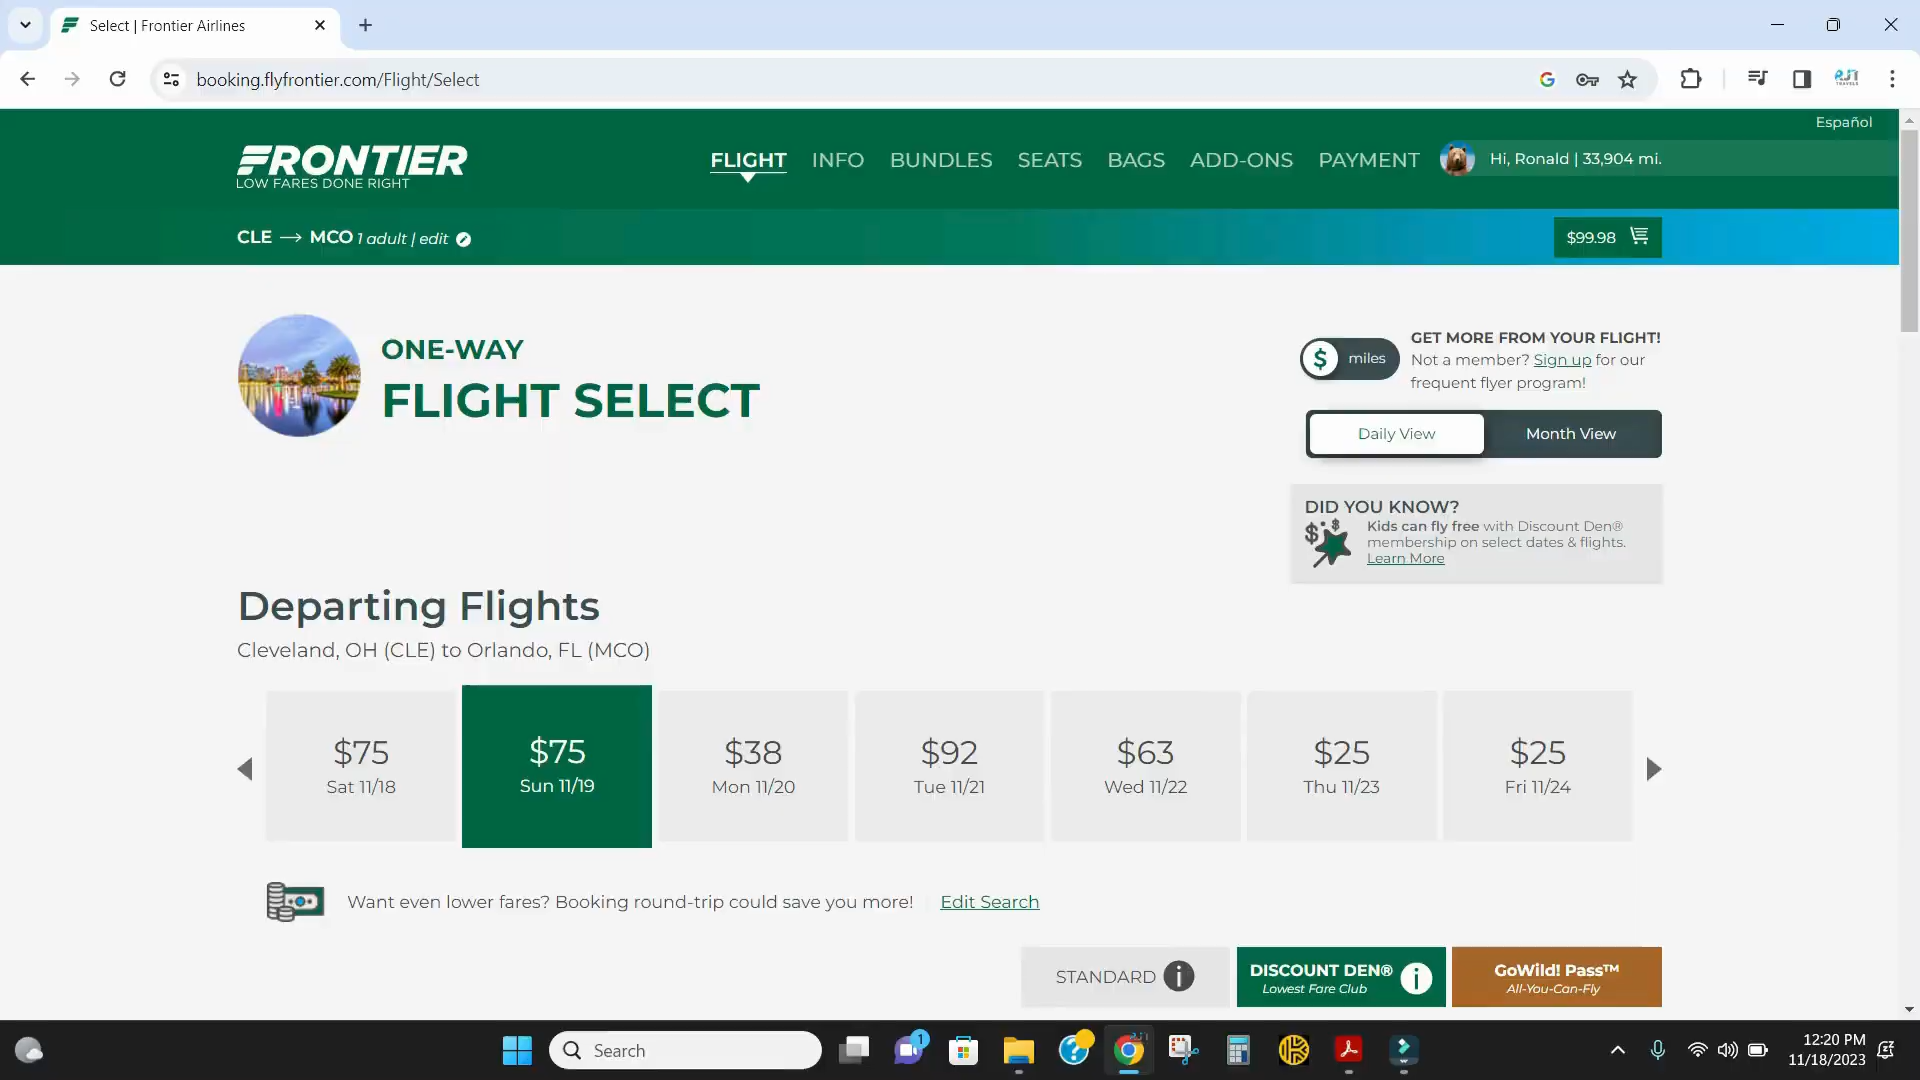 Select | Frontier Airlines
booking.flyfrontier.com/Flight/Select
Español
FRONTIER
LOW FARES DONE RIGHT
FLIGHT INFO BUNDLES SEATS BAGS ADD-ONS PAYMENT
Hi, Ronald | 33,904 mi.
CLE → MCO 1 adult | edit
$99.98
ONE-WAY
FLIGHT SELECT
$ miles
GET MORE FROM YOUR FLIGHT!
Not a member? Sign up for our
frequent flyer program!
Daily View Month View
DID YOU KNOW?
Kids can fly free with Discount Den®
membership on select dates & flights.
Learn More
Departing Flights
Cleveland, OH (CLE) to Orlando, FL (MCO)
$75 $75 $38 $92 $63 $25 $25
Sat 11/18 Sun 11/19 Mon 11/20 Tue 11/21 Wed 11/22 Thu 11/23 Fri 11/24
Want even lower fares? Booking round-trip could save you more! Edit Search
STANDARD i
DISCOUNT DEN® i
Lowest Fare Club
GoWild! Pass™
All-You-Can-Fly
Search
1
12:20 PM
11/18/2023